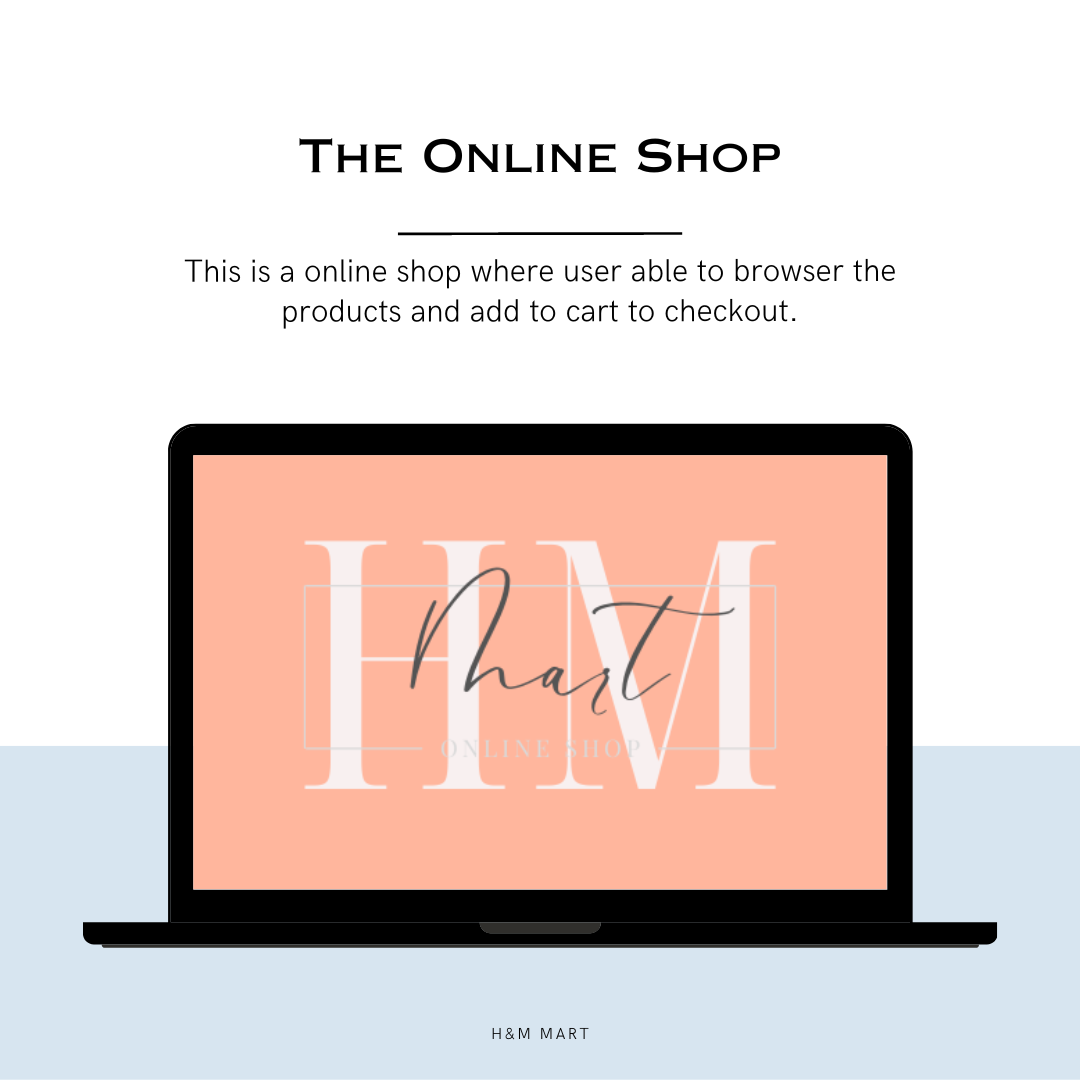 The Online Shop
This is a online shop where user able to browser the
products and add to cart to checkout.
HM
Mart
ONLINE SHOP
H&M MART